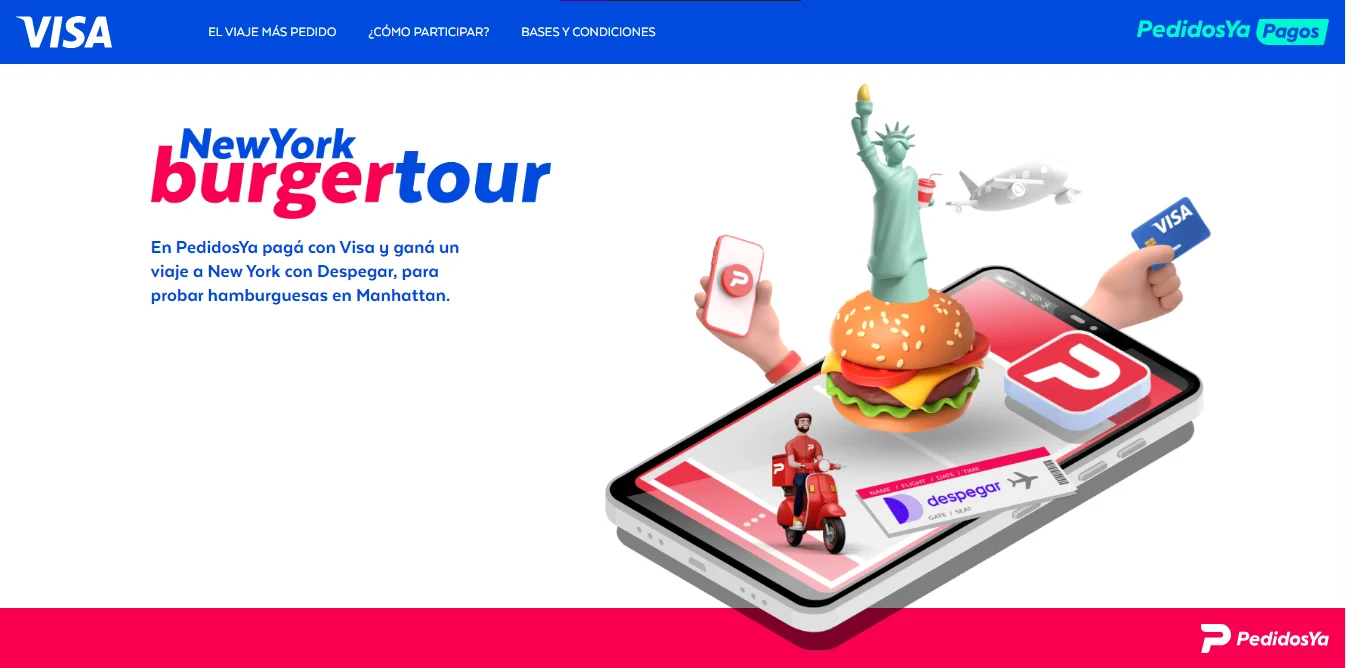 VISA
EL VIAJE MÁS PEDIDO
¿CÓMO PARTICIPAR?
BASES Y CONDICIONES
PedidosYa Pagos
NewYork
burgertour
En PedidosYa pagá con Visa y ganá un
viaje a New York con Despegar, para
probar hamburguesas en Manhattan.
VISA
NAME / FLIGHT / DATE / TIME
despegar
GATE / SEAT
PedidosYa